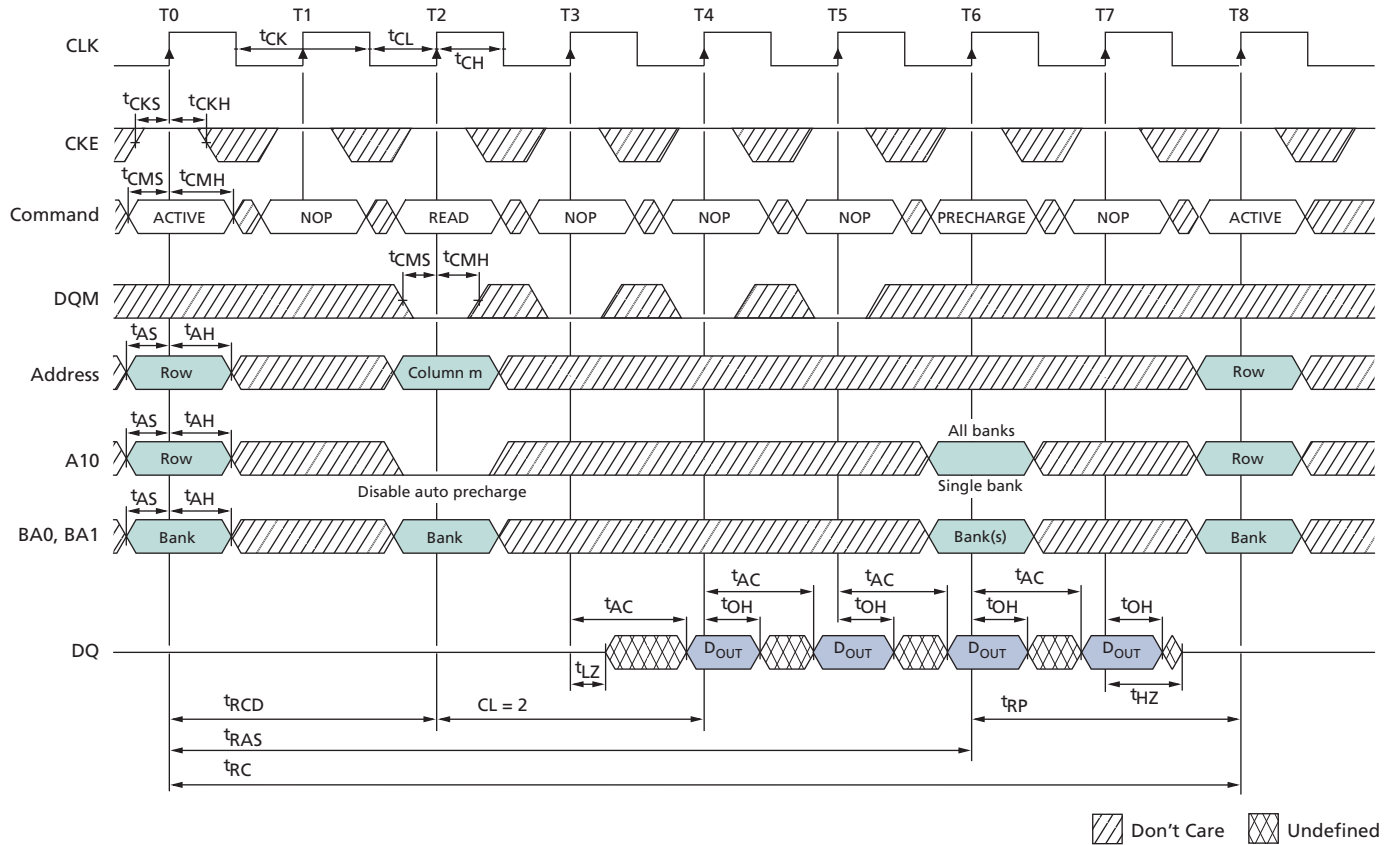 T0 T1 T2 T3 T4 T5 T6 T7 T8
CLK
tCK tCL
tCH
tCKS tCKH
CKE
tCMS tCMH
Command ACTIVE NOP READ NOP NOP NOP PRECHARGE NOP ACTIVE
tCMS tCMH
DQM
tAS tAH
Address Row Column m Row
tAS tAH
All banks
A10 Row Row
Disable auto precharge Single bank
tAS tAH
BA0, BA1 Bank Bank Bank(s) Bank
tAC tAC tAC
tAC tOH tOH tOH tOH
DQ DOUT DOUT DOUT DOUT
tLZ tHZ
tRCD CL = 2 tRP
tRAS
tRC
Don't Care Undefined